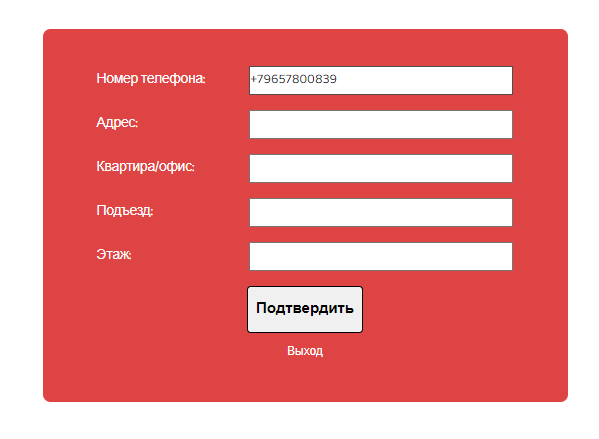 Номер телефона:
+79657800839
Адрес:
Квартира/офис:
Подъезд:
Этаж:
Подтвердить
Выход